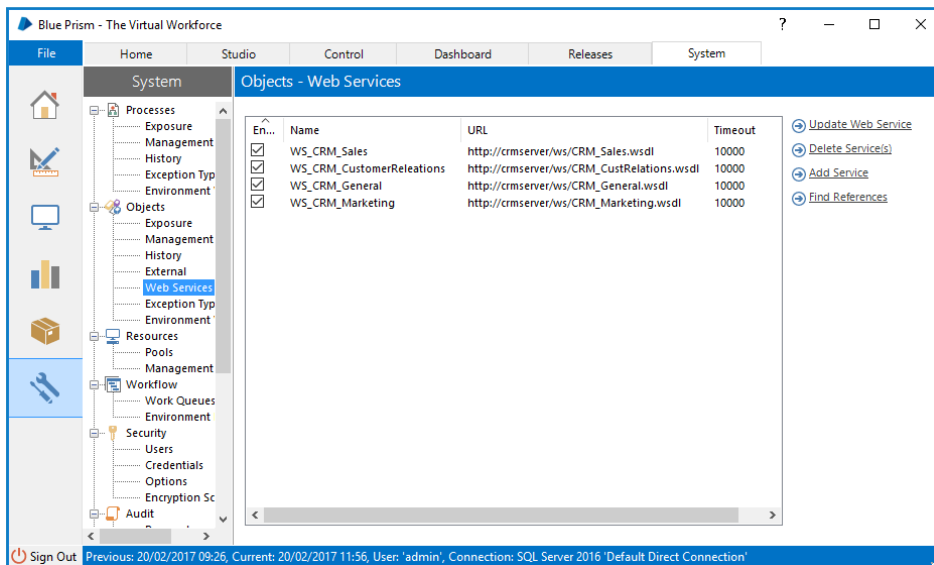 Blue Prism - The Virtual Workforce
?
File
Home
Studio
Control
Dashboard
Releases
System
System
Objects - Web Services
Processes
Exposure
Management
History
Exception Typ
Environment
Objects
Exposure
Management
History
External
Web Services
Exception Typ
Environment
Resources
Pools
Management
Workflow
Work Queues
Environment
Security
Users
Credentials
Options
Encryption Sc
Audit
En... Name URL Timeout
WS_CRM_Sales http://crmserver/ws/CRM_Sales.wsdl 10000
WS_CRM_CustomerReleations http://crmserver/ws/CRM_CustRelations.wsdl 10000
WS_CRM_General http://crmserver/ws/CRM_General.wsdl 10000
WS_CRM_Marketing http://crmserver/ws/CRM_Marketing.wsdl 10000
Update Web Service
Delete Service(s)
Add Service
Find References
Sign Out
Previous: 20/02/2017 09:26, Current: 20/02/2017 11:56, User: 'admin', Connection: SQL Server 2016 'Default Direct Connection'